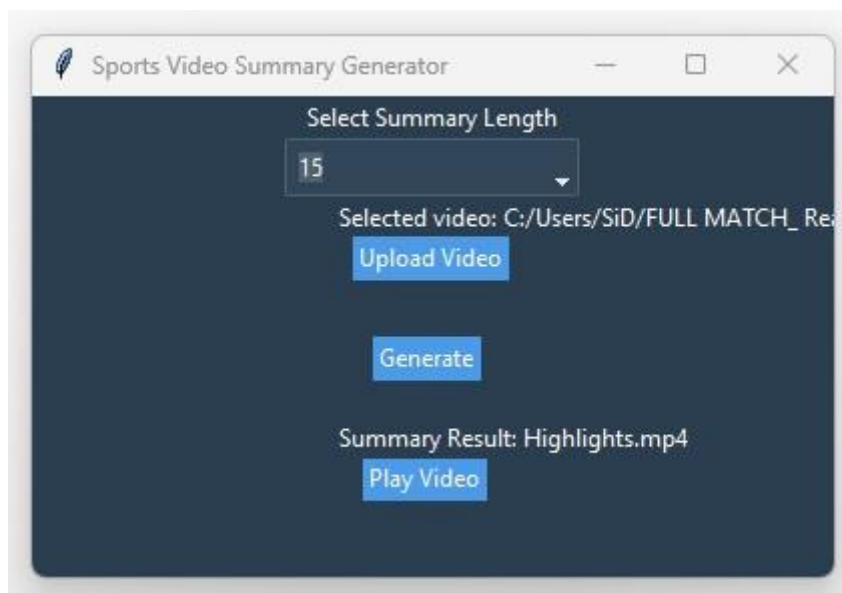 Sports Video Summary Generator
Select Summary Length
15
Selected video: C:/Users/SiD/FULL MATCH_ Rea
Upload Video
Generate
Summary Result: Highlights.mp4
Play Video